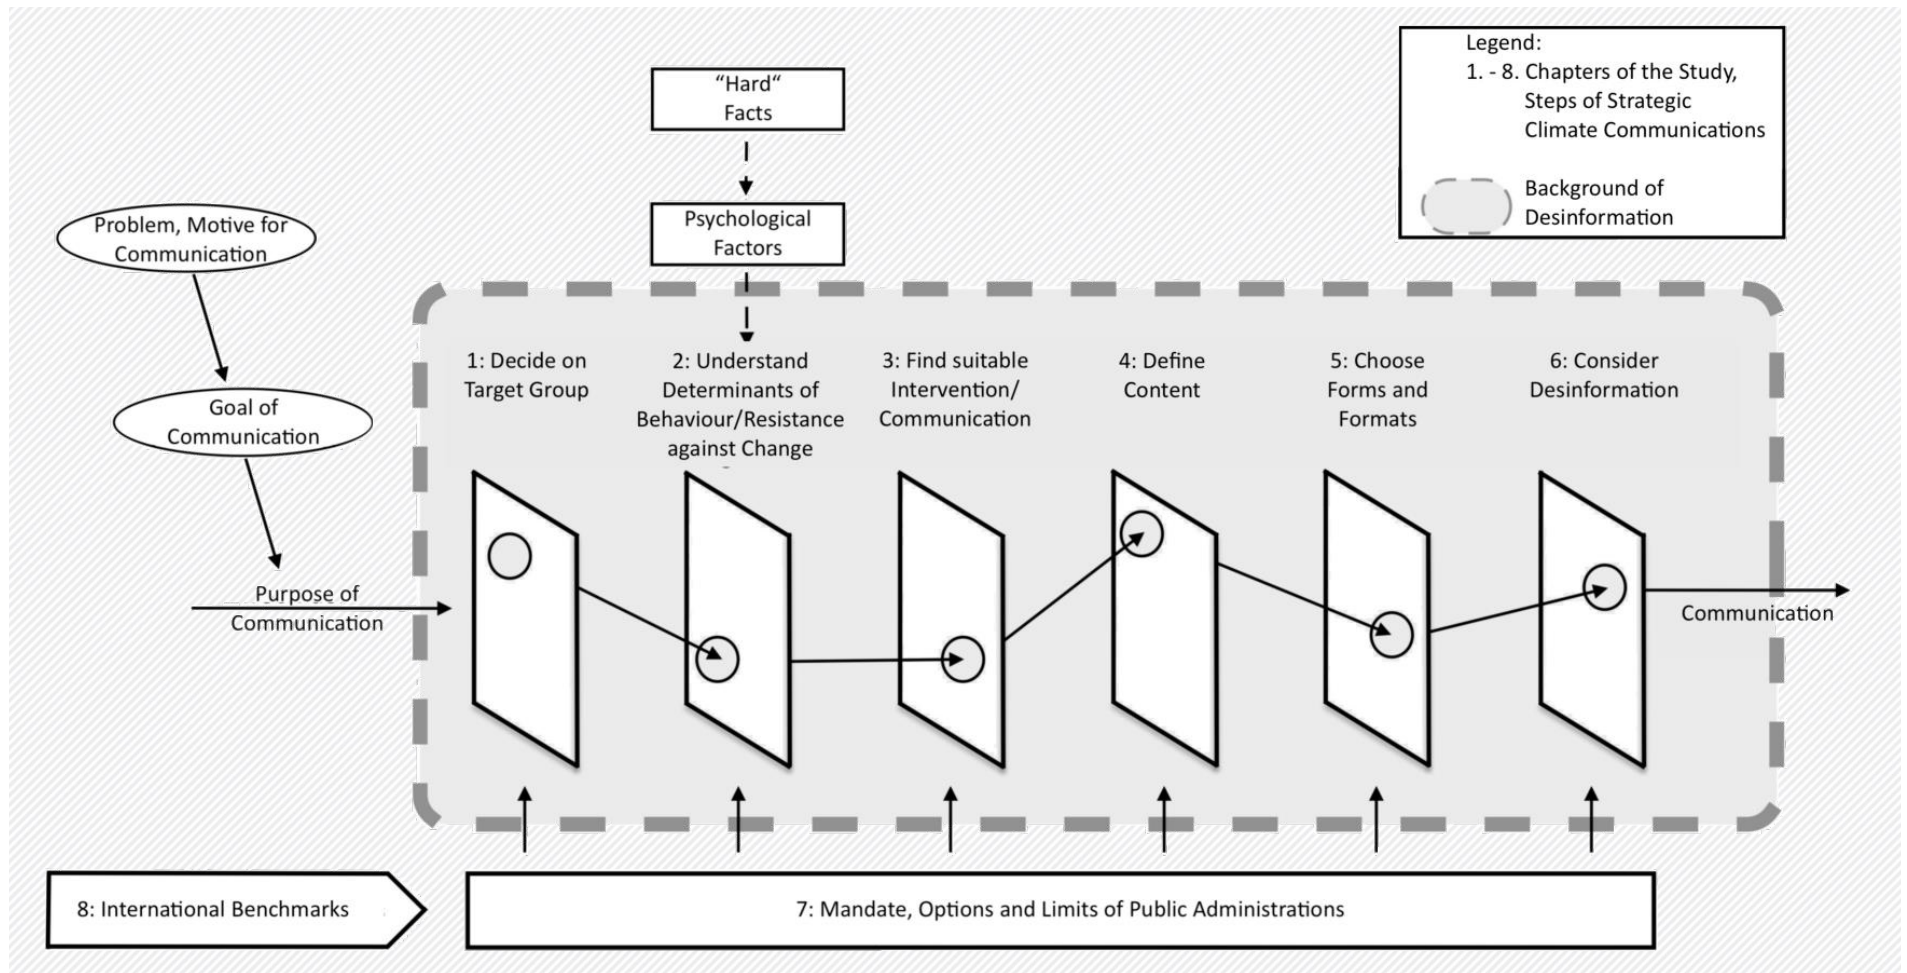 Legend:
1. - 8. Chapters of the Study,
Steps of Strategic
Climate Communications
Background of
Desinformation
“Hard“
Facts
Psychological
Factors
Problem, Motive for
Communication
Goal of
Communication
Purpose of
Communication
1: Decide on
Target Group
2: Understand
Determinants of
Behaviour/Resistance
against Change
3: Find suitable
Intervention/
Communication
4: Define
Content
5: Choose
Forms and
Formats
6: Consider
Desinformation
Communication
8: International Benchmarks
7: Mandate, Options and Limits of Public Administrations